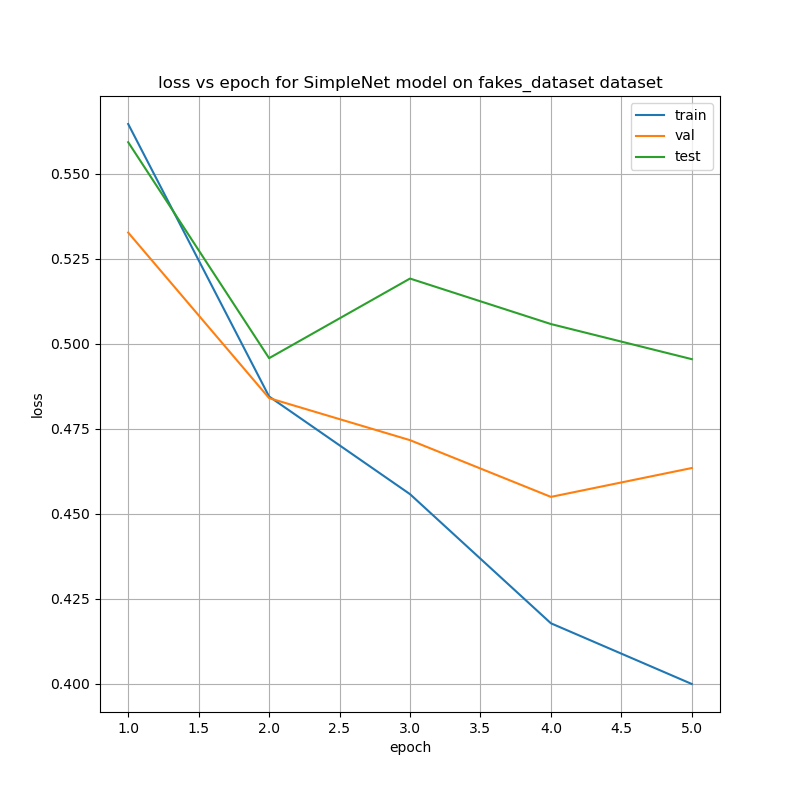 loss vs epoch for SimpleNet model on fakes_dataset dataset
train
val
test
0.550
0.525
0.500
0.475
0.450
0.425
0.400
loss
1.0 1.5 2.0 2.5 3.0 3.5 4.0 4.5 5.0
epoch